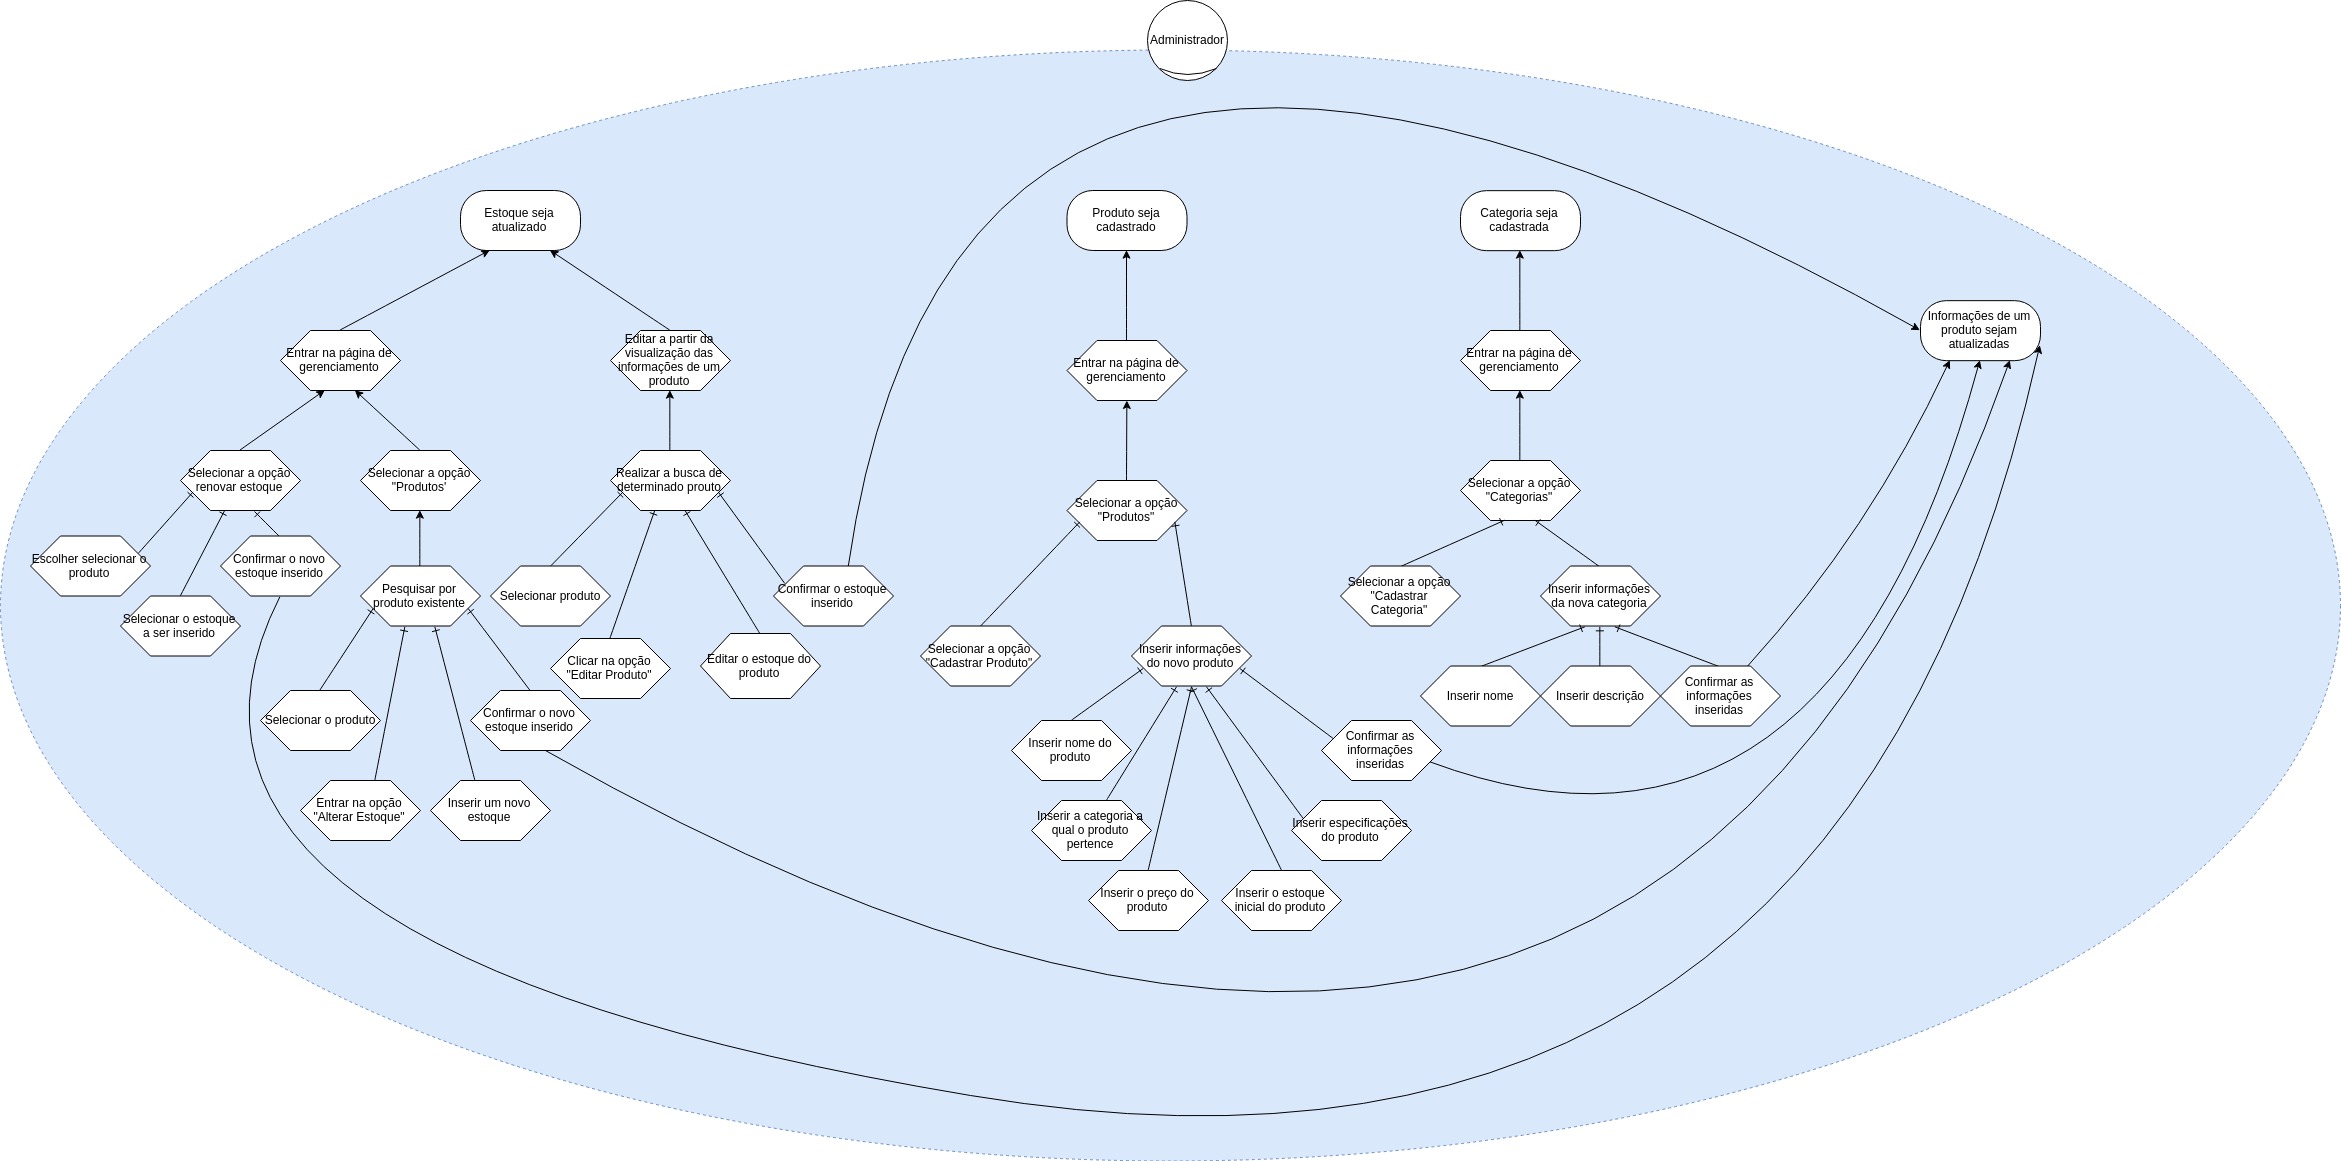 Administrador
Estoque seja
atualizado
Produto seja
cadastrado
Categoria seja
cadastrada
Informações de um
produto sejam
atualizadas
Entrar na página de
gerenciamento
Editar a partir da
visualização das
informações de um
produto
Entrar na página de
gerenciamento
Entrar na página de
gerenciamento
Selecionar a opção
renovar estoque
Selecionar a opção
"Produtos'
Realizar a busca de
determinado prouto
Selecionar a opção
"Produtos"
Selecionar a opção
"Categorias"
Escolher selecionar o
produto
Confirmar o novo
estoque inserido
Selecionar o estoque
a ser inserido
Pesquisar por
produto existente
Selecionar produto
Confirmar o estoque
inserido
Clicar na opção
"Editar Produto"
Editar o estoque do
produto
Selecionar a opção
"Cadastrar Produto"
Inserir informações
do novo produto
Selecionar a opção
"Cadastrar
Categoria"
Inserir informações
da nova categoria
Inserir nome
Inserir descrição
Confirmar as
informações
inseridas
Selecionar o produto
Confirmar o novo
estoque inserido
Inserir nome do
produto
Confirmar as
informações
inseridas
Entrar na opção
"Alterar Estoque"
Inserir um novo
estoque
Inserir a categoria a
qual o produto
pertence
Inserir especificações
do produto
Inserir o preço do
produto
Inserir o estoque
inicial do produto